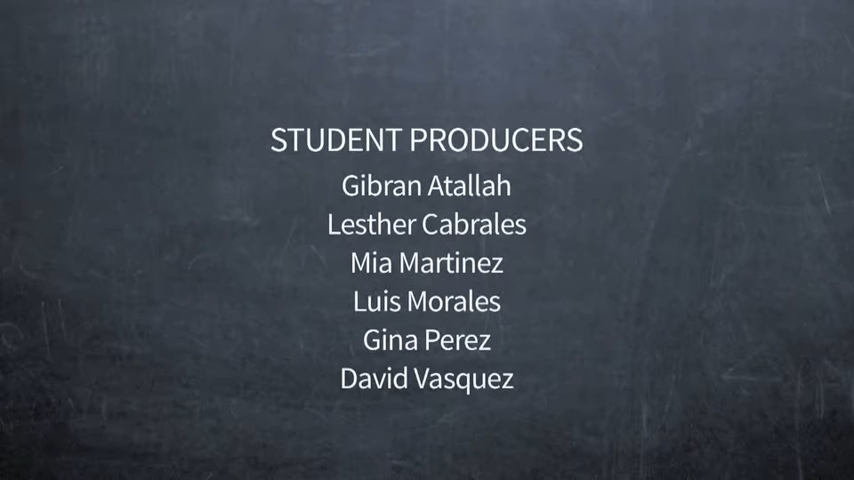 STUDENT PRODUCERS
Gibran Atallah
Lesther Cabrales
Mia Martinez
Luis Morales
Gina Perez
David Vasquez